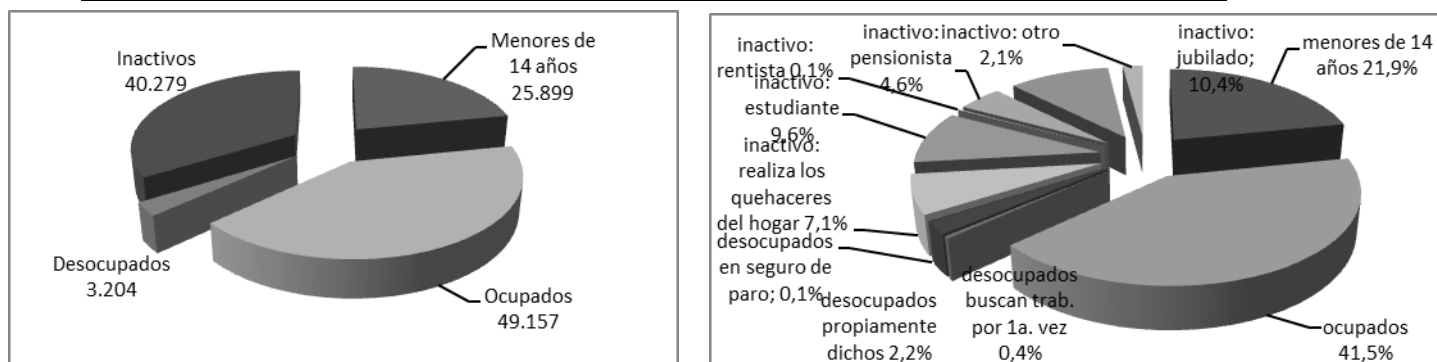 Inactivos
40.279
Menores de
14 años
25.899
Desocupados
3.204
Ocupados
49.157
inactivo:
rentista 0,1%
inactivo:
pensionista
4,6%
inactivo: otro
2,1%
inactivo:
jubilado;
10,4%
menores de 14
años 21,9%
inactivo:
estudiante
9,6%
inactivo:
realiza los
quehaceres
del hogar 7,1%
desocupados
en seguro de
paro; 0,1%
desocupados
propiamente
dichos 2,2%
desocupados
buscan trab.
por 1a. vez
0,4%
ocupados
41,5%